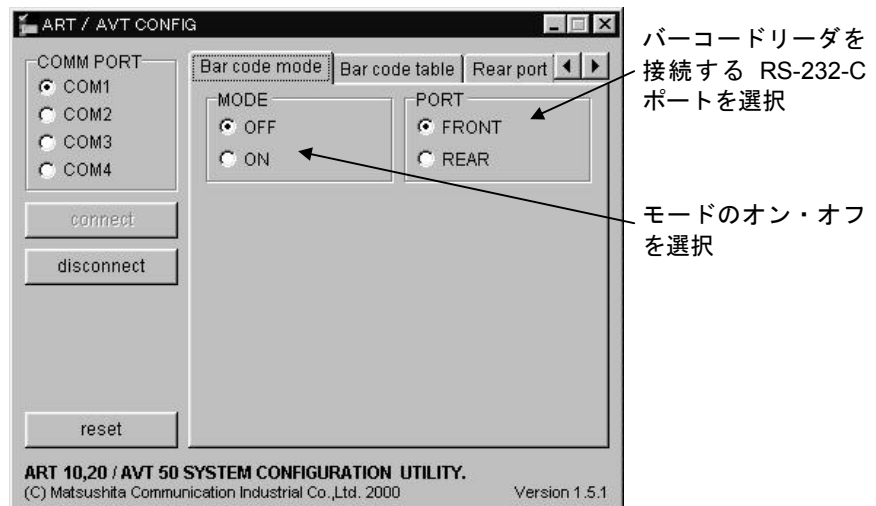 ART / AVT CONFIG
COMM PORT
COM1
COM2
COM3
COM4
connect
disconnect
reset
Bar code mode
Bar code table
Rear port
MODE
OFF
ON
PORT
FRONT
REAR
ART 10,20 / AVT 50 SYSTEM CONFIGURATION UTILITY.
(C) Matsushita Communication Industrial Co.,Ltd. 2000
Version 1.5.1
バーコードリーダを
接続する RS-232-C
ポートを選択
モードのオン・オフ
を選択